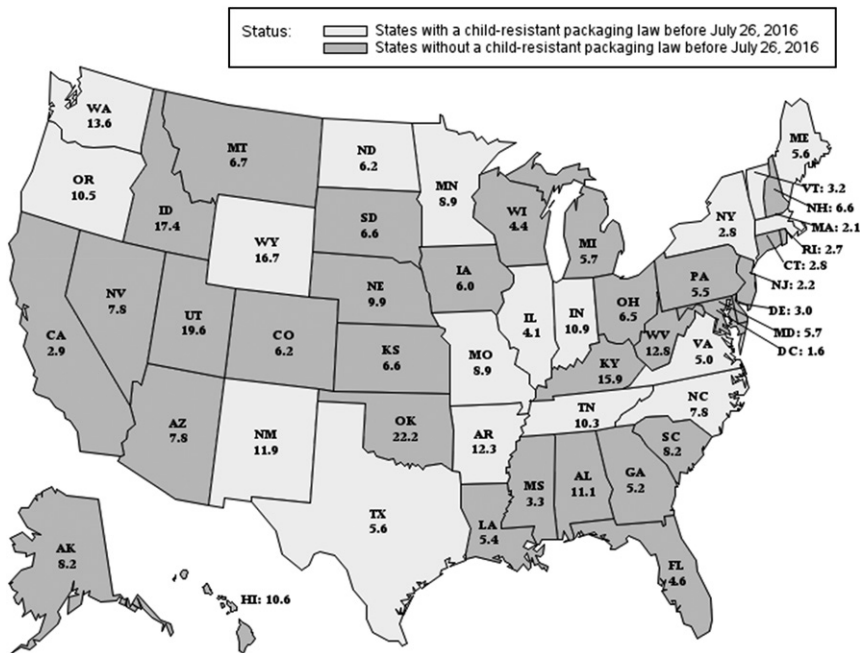 Status:
States with a child-resistant packaging law before July 26, 2016
States without a child-resistant packaging law before July 26, 2016
WA
13.6
MT
6.7
ND
6.2
ME
5.6
OR
10.5
MN
8.9
VT: 3.2
ID
17.4
SD
6.6
WI
4.4
NH: 6.6
NY
2.8
MA: 2.1
WY
16.7
MI
5.7
RI: 2.7
CT: 2.8
IA
6.0
PA
5.5
NJ: 2.2
NE
9.9
NV
7.8
UT
19.6
IL
4.1
IN
10.9
OH
6.5
DE: 3.0
CA
2.9
CO
6.2
MD: 5.7
WV
12.8
VA
5.0
DC: 1.6
KS
6.6
MO
8.9
KY
15.9
NC
7.8
AZ
7.8
NM
11.9
OK
22.2
AR
12.3
TN
10.3
SC
8.2
MS
3.3
AL
11.1
GA
5.2
TX
5.6
LA
5.4
AK
8.2
FL
4.6
HI: 10.6